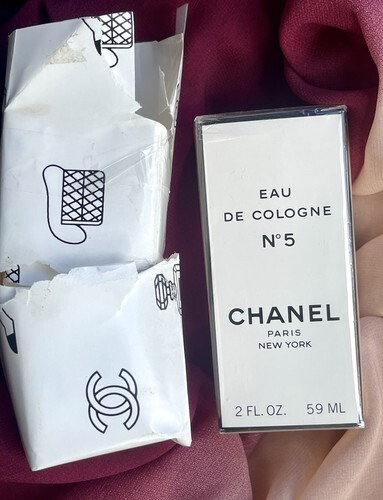 EAU
DE COLOGNE
N°5
CHANEL
PARIS
NEW YORK
2 FL. OZ. 59 ML